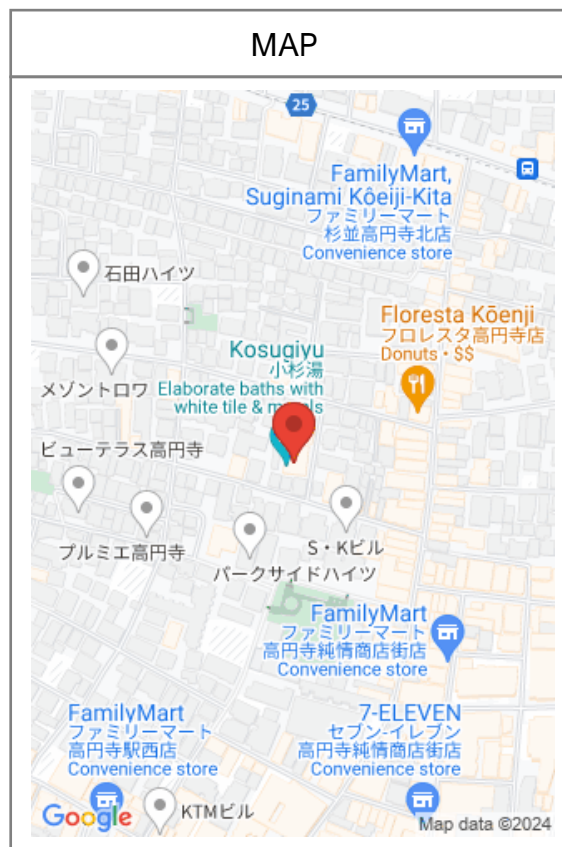 MAP
25
FamilyMart,
Suginami Kôeiji-Kita
ファミリーマート
杉並高円寺北店
Convenience store
石田ハイツ
Floresta Kōenji
フロレスタ高円寺店
Donuts • $$
Kosugiyu
小杉湯
Elaborate baths with
white tile & murals
メゾントロワ
ビューテラス高円寺
プルミエ高円寺
S・Kビル
パークサイドハイツ
FamilyMart
ファミリーマート
高円寺純情商店街店
Convenience store
FamilyMart
ファミリーマート
高円寺駅西店
Convenience store
7-ELEVEN
セブン-イレブン
高円寺純情商店街店
Convenience store
Google
KTMビル
Map data ©2024